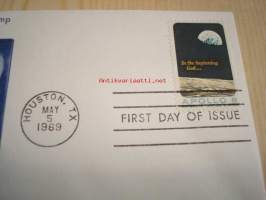 mp
In the beginning
God...
APOLLO 8
HOUSTON, TX
MAY
5
1969
FIRST DAY OF ISSUE
Antikvariaatti.net